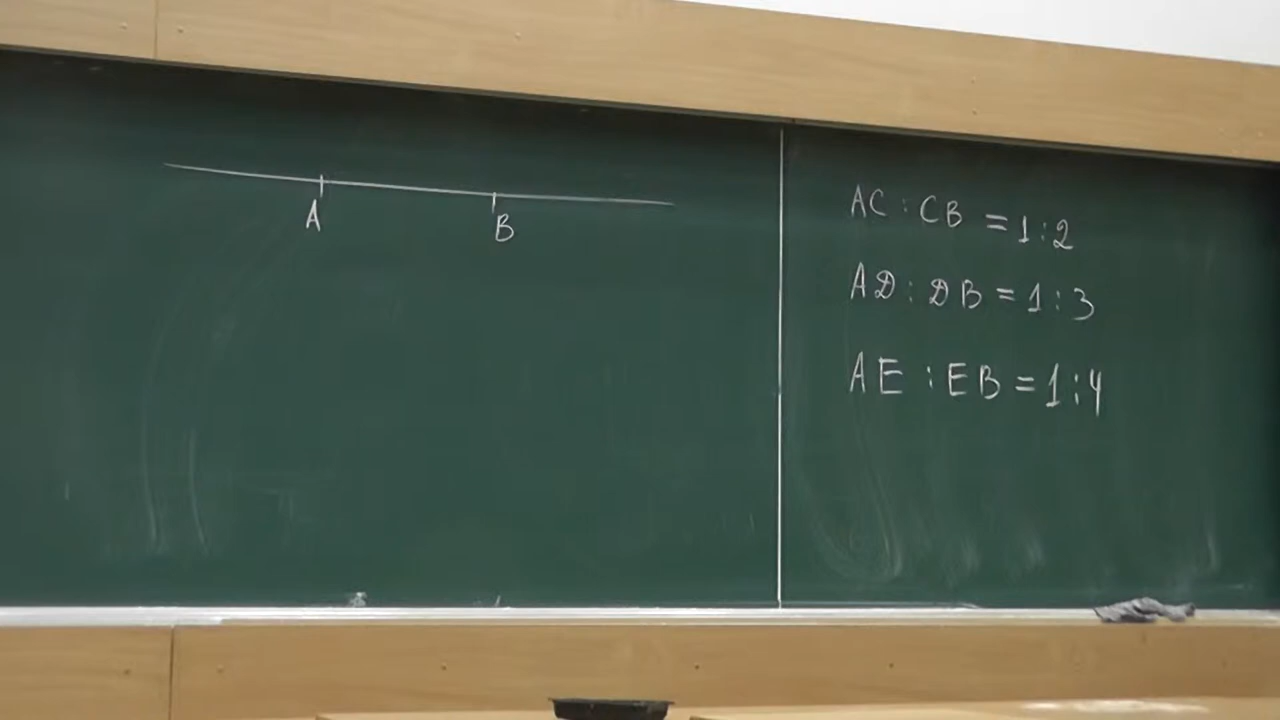 A B
AC : CB = 1 : 2
AD : DB = 1 : 3
AE : EB = 1 : 4